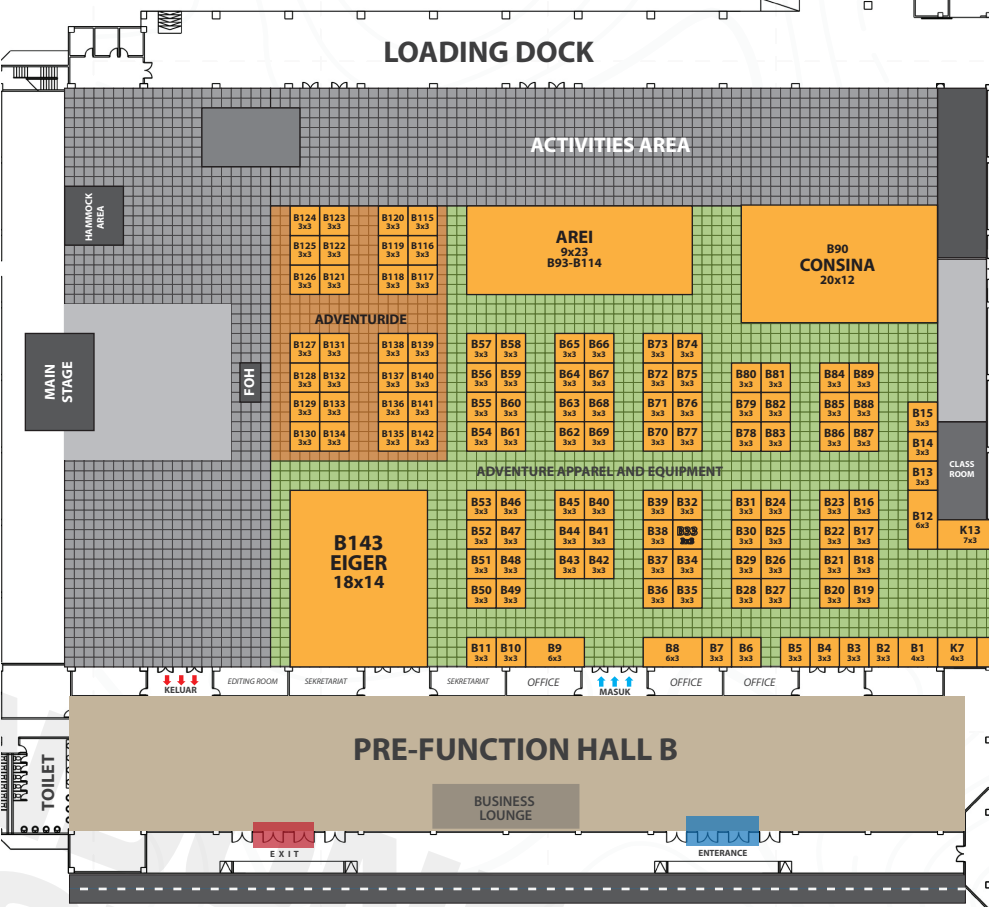 LOADING DOCK
ACTIVITIES AREA
HAMMOCK
AREA
B124 B123 B120 B115
3x3 3x3 3x3 3x3
B125 B122 B119 B116
3x3 3x3 3x3 3x3
B126 B121 B118 B117
3x3 3x3 3x3 3x3
AREI
9x23
B93-B114
B90
CONSINA
20x12
ADVENTURIDE
MAIN
STAGE
FOH
B127 B131 B138 B139
3x3 3x3 3x3 3x3
B128 B132 B137 B140
3x3 3x3 3x3 3x3
B129 B133 B136 B141
3x3 3x3 3x3 3x3
B130 B134 B135 B142
3x3 3x3 3x3 3x3
B57 B58 B65 B66 B73 B74
3x3 3x3 3x3 3x3 3x3 3x3
B56 B59 B64 B67 B72 B75 B80 B81 B84 B89
3x3 3x3 3x3 3x3 3x3 3x3 3x3 3x3 3x3 3x3
B55 B60 B63 B68 B71 B76 B79 B82 B85 B88
3x3 3x3 3x3 3x3 3x3 3x3 3x3 3x3 3x3 3x3
B54 B61 B62 B69 B70 B77 B78 B83 B86 B87
3x3 3x3 3x3 3x3 3x3 3x3 3x3 3x3 3x3 3x3
B15
3x3
B14
3x3
B13
3x3
B12
6x3
CLASS
ROOM
K13
7x3
ADVENTURE APPAREL AND EQUIPMENT
B143
EIGER
18x14
B53 B46 B45 B40 B39 B32 B31 B24 B23 B16
3x3 3x3 3x3 3x3 3x3 3x3 3x3 3x3 3x3 3x3
B52 B47 B44 B41 B38 B30 B25 B22 B17
3x3 3x3 3x3 3x3 3x3 3x3 3x3 3x3 3x3
B51 B48 B43 B42 B37 B34 B29 B26 B21 B18
3x3 3x3 3x3 3x3 3x3 3x3 3x3 3x3 3x3 3x3
B50 B49 B36 B35 B28 B27 B20 B19
3x3 3x3 3x3 3x3 3x3 3x3 3x3 3x3
B11 B10 B9 B8 B7 B6 B5 B4 B3 B2 B1 K7
3x3 3x3 6x3 6x3 3x3 3x3 3x3 3x3 3x3 3x3 4x3 4x3
KELUAR
EDITING ROOM
SEKRETARIAT
SEKRETARIAT
OFFICE
MASUK
OFFICE
OFFICE
PRE-FUNCTION HALL B
TOILET
BUSINESS
LOUNGE
EXIT
ENTERANCE